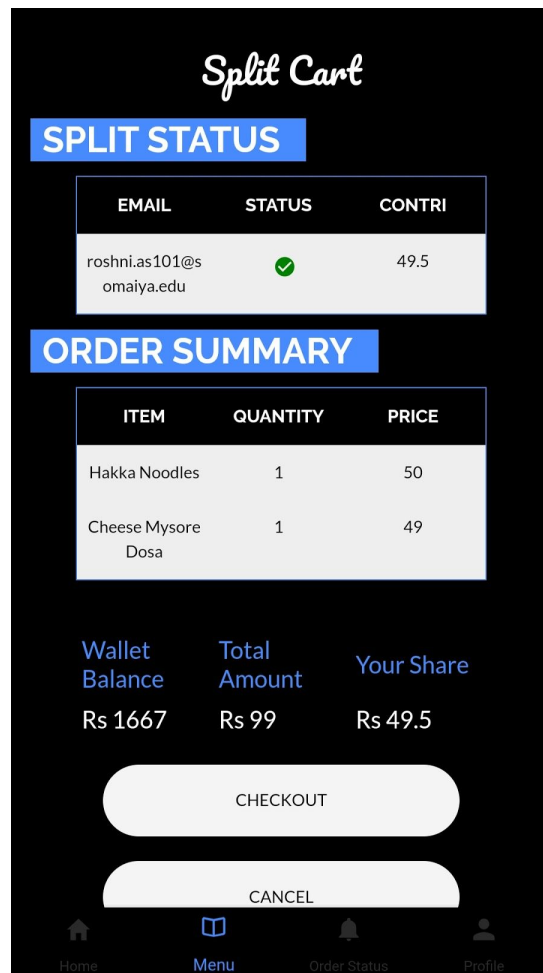 Split Cart
SPLIT STATUS
EMAIL STATUS CONTRI
roshni.as101@s 49.5
omaiya.edu
ORDER SUMMARY
ITEM QUANTITY PRICE
Hakka Noodles 1 50
Cheese Mysore 1 49
Dosa
Wallet Total
Balance Amount Your Share
Rs 1667 Rs 99 Rs 49.5
CHECKOUT
CANCEL
Home Menu Order Status Profile